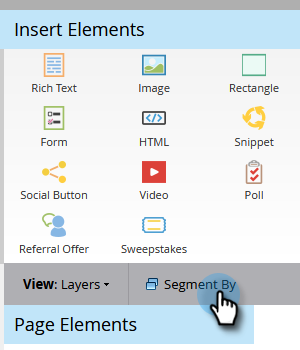 Insert Elements
Rich Text Image Rectangle
Form HTML Snippet
Social Button Video Poll
Referral Offer Sweepstakes
View: Layers Segment By
Page Elements